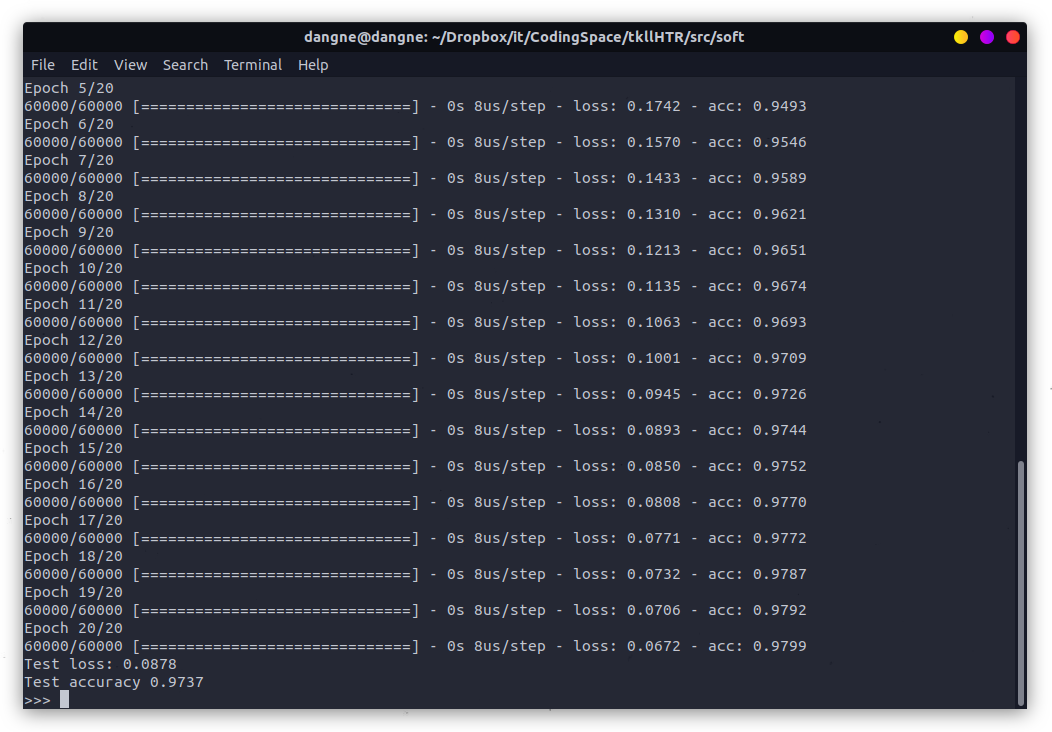 dangne@dangne: ~/Dropbox/it/CodingSpace/tkllHTR/src/soft
File Edit View Search Terminal Help
Epoch 5/20
60000/60000 [==============================] - 0s 8us/step - loss: 0.1742 - acc: 0.9493
Epoch 6/20
60000/60000 [==============================] - 0s 8us/step - loss: 0.1570 - acc: 0.9546
Epoch 7/20
60000/60000 [==============================] - 0s 8us/step - loss: 0.1433 - acc: 0.9589
Epoch 8/20
60000/60000 [==============================] - 0s 8us/step - loss: 0.1310 - acc: 0.9621
Epoch 9/20
60000/60000 [==============================] - 0s 8us/step - loss: 0.1213 - acc: 0.9651
Epoch 10/20
60000/60000 [==============================] - 0s 8us/step - loss: 0.1135 - acc: 0.9674
Epoch 11/20
60000/60000 [==============================] - 0s 8us/step - loss: 0.1063 - acc: 0.9693
Epoch 12/20
60000/60000 [==============================] - 0s 8us/step - loss: 0.1001 - acc: 0.9709
Epoch 13/20
60000/60000 [==============================] - 0s 8us/step - loss: 0.0945 - acc: 0.9726
Epoch 14/20
60000/60000 [==============================] - 0s 8us/step - loss: 0.0893 - acc: 0.9744
Epoch 15/20
60000/60000 [==============================] - 0s 8us/step - loss: 0.0850 - acc: 0.9752
Epoch 16/20
60000/60000 [==============================] - 0s 8us/step - loss: 0.0808 - acc: 0.9770
Epoch 17/20
60000/60000 [==============================] - 0s 8us/step - loss: 0.0771 - acc: 0.9772
Epoch 18/20
60000/60000 [==============================] - 0s 8us/step - loss: 0.0732 - acc: 0.9787
Epoch 19/20
60000/60000 [==============================] - 0s 8us/step - loss: 0.0706 - acc: 0.9792
Epoch 20/20
60000/60000 [==============================] - 0s 8us/step - loss: 0.0672 - acc: 0.9799
Test loss: 0.0878
Test accuracy 0.9737
>>>